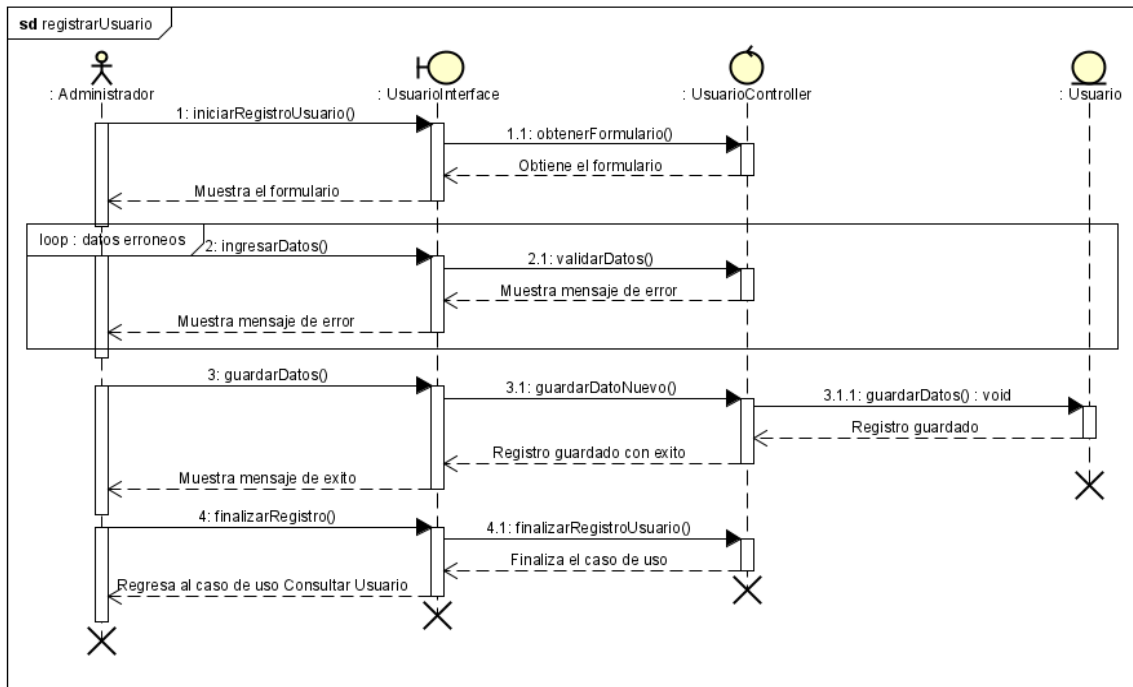 sd registrarUsuario
: Administrador
: UsuarioInterface
: UsuarioController
: Usuario
1: iniciarRegistroUsuario()
1.1: obtenerFormulario()
Obtiene el formulario
Muestra el formulario
loop : datos erroneos
2: ingresarDatos()
2.1: validarDatos()
Muestra mensaje de error
Muestra mensaje de error
3: guardarDatos()
3.1: guardarDatoNuevo()
3.1.1: guardarDatos() : void
Registro guardado
Registro guardado con exito
Muestra mensaje de exito
4: finalizarRegistro()
4.1: finalizarRegistroUsuario()
Finaliza el caso de uso
Regresa al caso de uso Consultar Usuario